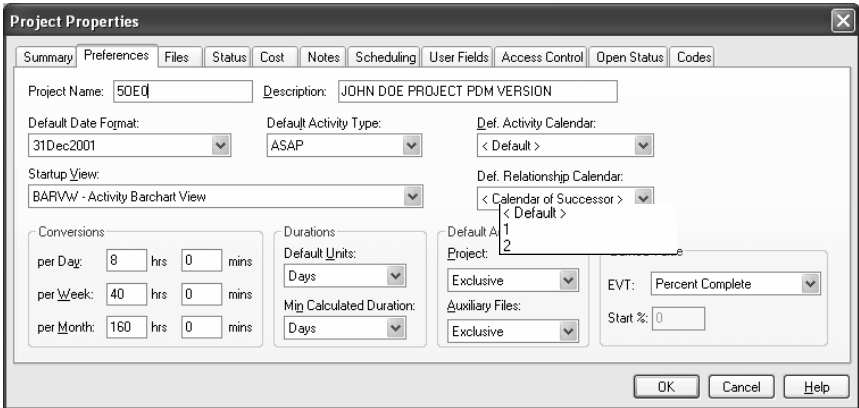 Project Properties
Summary Preferences Files Status Cost Notes Scheduling User Fields Access Control Open Status Codes
Project Name: 50E0 Description: JOHN DOE PROJECT PDM VERSION
Default Date Format: Default Activity Type: Def. Activity Calendar:
31Dec2001 ASAP < Default >
Startup View: Def. Relationship Calendar:
BARVW - Activity Barchart View < Calendar of Successor >
< Default >
1
2
Conversions Durations Default A
per Day: 8 hrs 0 mins Default Units: Project:
Days Exclusive EVT: Percent Complete
per Week: 40 hrs 0 mins
Min Calculated Duration: Auxiliary Files:
per Month: 160 hrs 0 mins Days Exclusive Start %: 0
OK Cancel Help